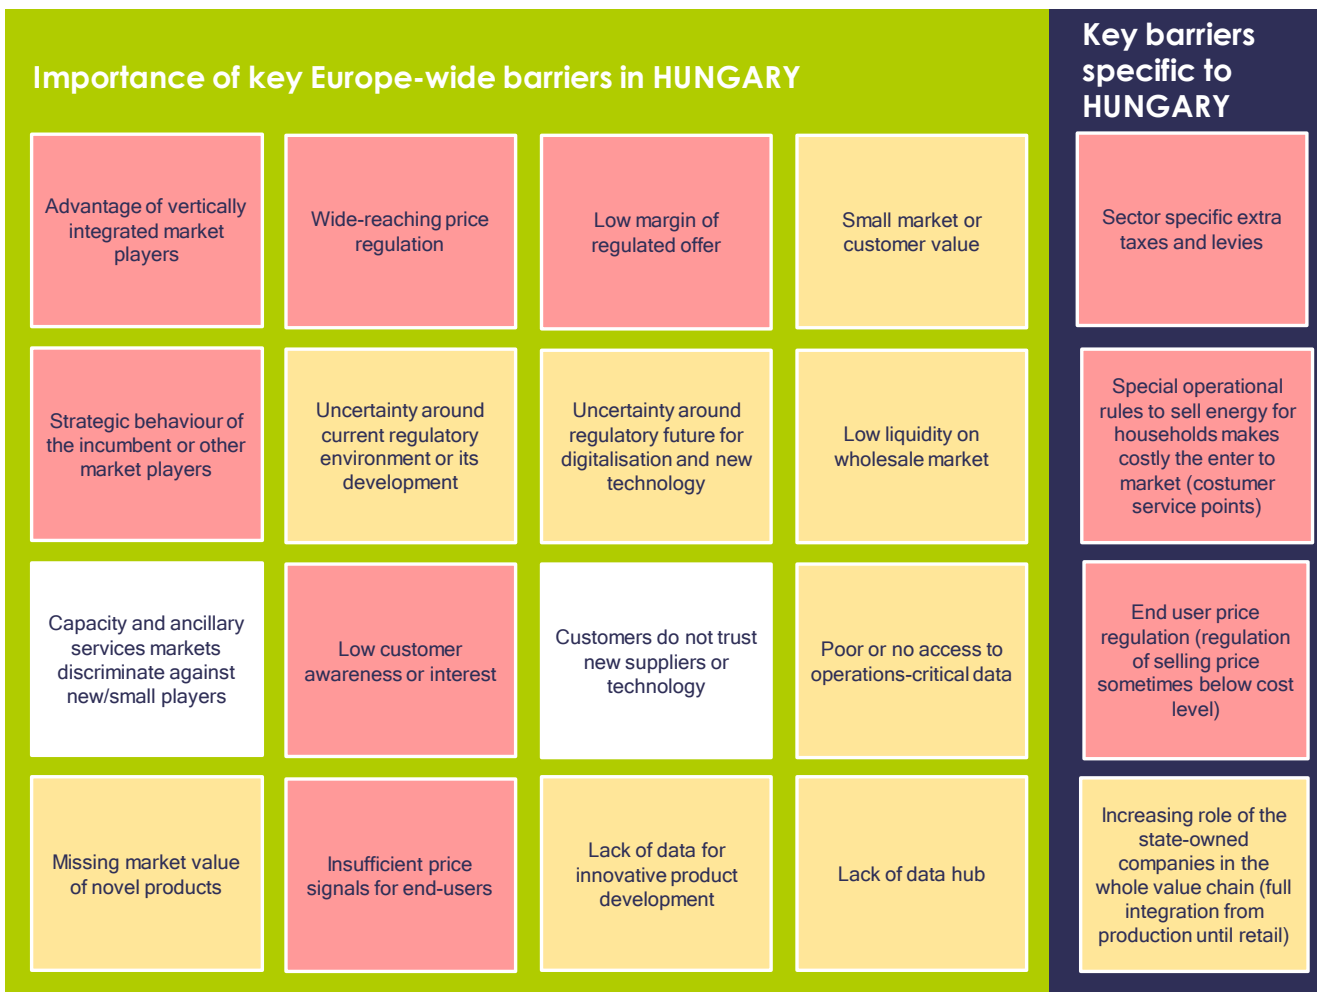 Importance of key Europe-wide barriers in HUNGARY
Key barriers
specific to
HUNGARY
Advantage of vertically
integrated market
players
Wide-reaching price
regulation
Low margin of
regulated offer
Small market or
customer value
Sector specific extra
taxes and levies
Strategic behaviour of
the incumbent or other
market players
Uncertainty around
current regulatory
environment or its
development
Uncertainty around
regulatory future for
digitalisation and new
technology
Low liquidity on
wholesale market
Special operational
rules to sell energy for
households makes
costly the enter to
market (costumer
service points)
Capacity and ancillary
services markets
discriminate against
new/small players
Low customer
awareness or interest
Customers do not trust
new suppliers or
technology
Poor or no access to
operations-critical data
End user price
regulation (regulation
of selling price
sometimes below cost
level)
Missing market value
of novel products
Insufficient price
signals for end-users
Lack of data for
innovative product
development
Lack of data hub
Increasing role of the
state-owned
companies in the
whole value chain (full
integration from
production until retail)